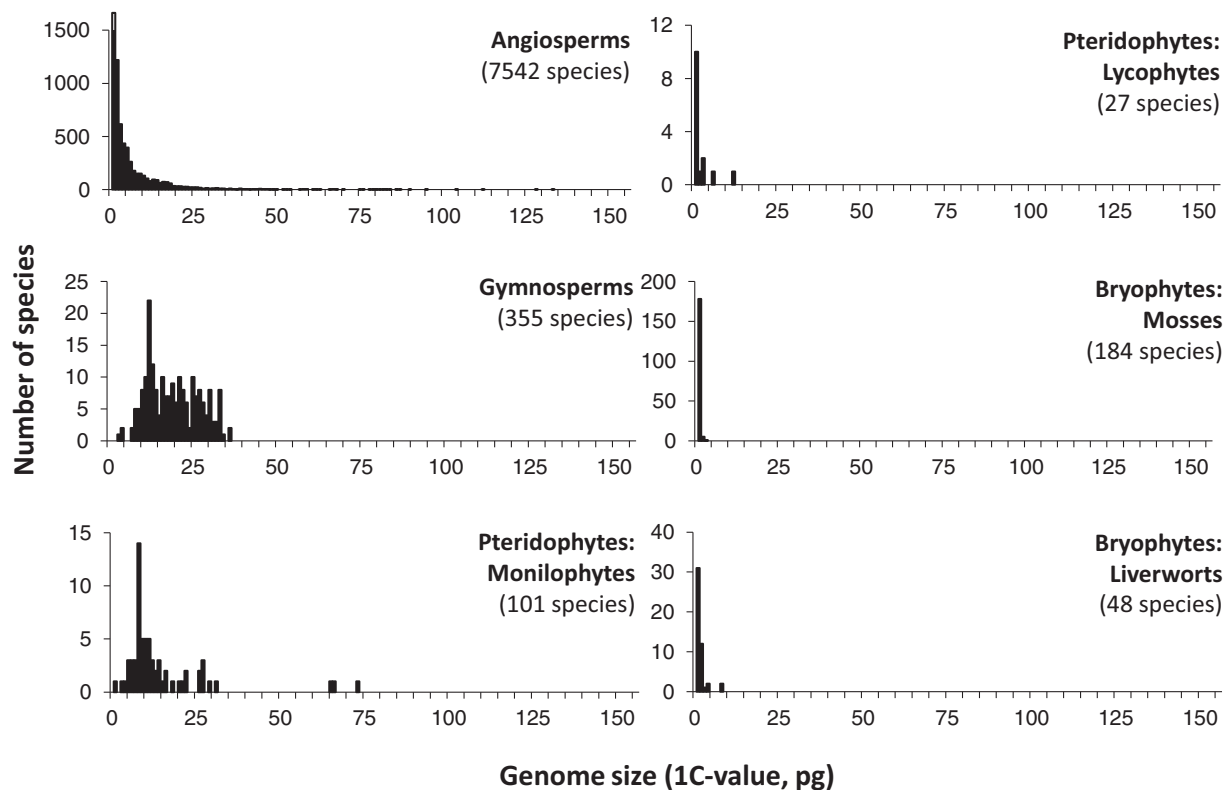 Number of species
1500
1000
500
0
Angiosperms
(7542 species)
0 25 50 75 100 125 150
12
8
4
0
Pteridophytes:
Lycophytes
(27 species)
0 25 50 75 100 125 150
25
20
15
10
5
0
Gymnosperms
(355 species)
0 25 50 75 100 125 150
200
150
100
50
0
Bryophytes:
Mosses
(184 species)
0 25 50 75 100 125 150
15
10
5
0
Pteridophytes:
Monilophytes
(101 species)
0 25 50 75 100 125 150
40
30
20
10
0
Bryophytes:
Liverworts
(48 species)
0 25 50 75 100 125 150
Genome size (1C-value, pg)